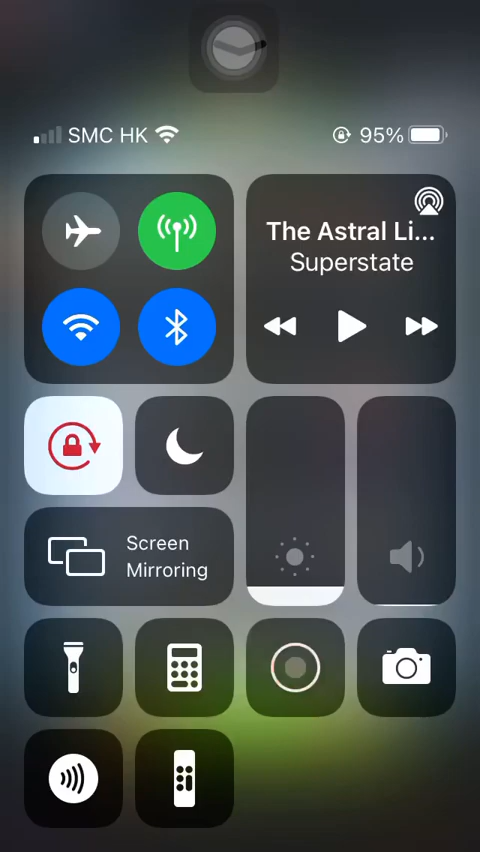 SMC HK
95%
The Astral Li...
Superstate
Screen
Mirroring